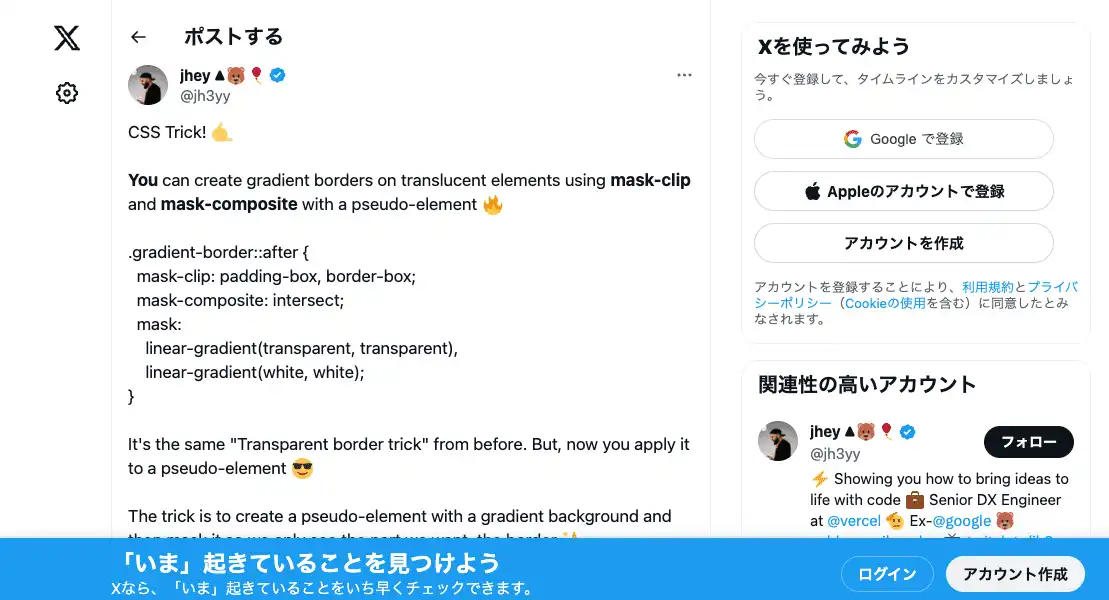 ポストする
jhey
@jh3yy
CSS Trick!
You can create gradient borders on translucent elements using mask-clip
and mask-composite with a pseudo-element
.gradient-border::after {
mask-clip: padding-box, border-box;
mask-composite: intersect;
mask:
linear-gradient(transparent, transparent),
linear-gradient(white, white);
}
It's the same "Transparent border trick" from before. But, now you apply it
to a pseudo-element
The trick is to create a pseudo-element with a gradient background and
Xを使ってみよう
今すぐ登録して、タイムラインをカスタマイズしましょ
う。
Google で登録
Appleのアカウントで登録
アカウントを作成
アカウントを登録することにより、利用規約とプライバ
シーポリシー（Cookieの使用を含む）に同意したとみ
なされます。
関連性の高いアカウント
jhey
@jh3yy
フォロー
Showing you how to bring ideas to
life with code Senior DX Engineer
at @vercel Ex-@google
「いま」起きていることを見つけよう
Xなら、「いま」起きていることをいち早くチェックできます。
ログイン
アカウント作成